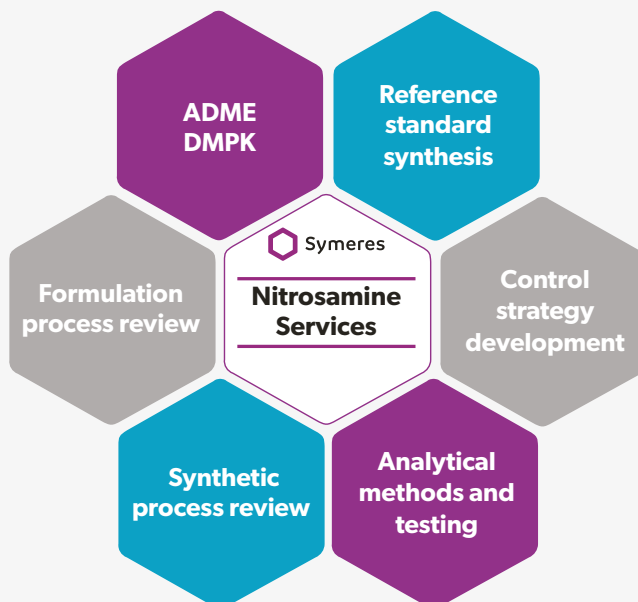 ADME
DMPK
Reference
standard
synthesis
Formulation
process review
Symeres
Nitrosamine
Services
Control
strategy
development
Synthetic
process review
Analytical
methods and
testing